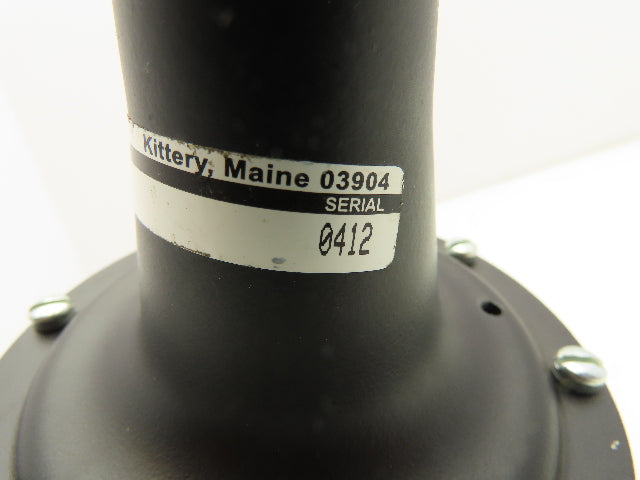 Kittery, Maine 03904
SERIAL
0412